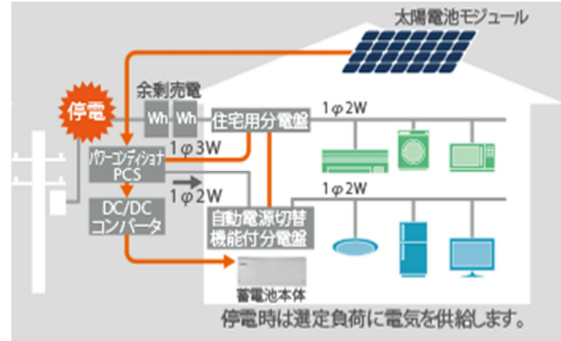 太陽電池モジュール
余剰売電
停電
Wh
Wh
住宅用分電盤
1φ2W
パワーコンディショナ
PCS
1φ3W
1φ2W
1φ2W
DC/DC
コンバータ
自動電源切替
機能付分電盤
蓄電池本体
停電時は選定負荷に電気を供給します。